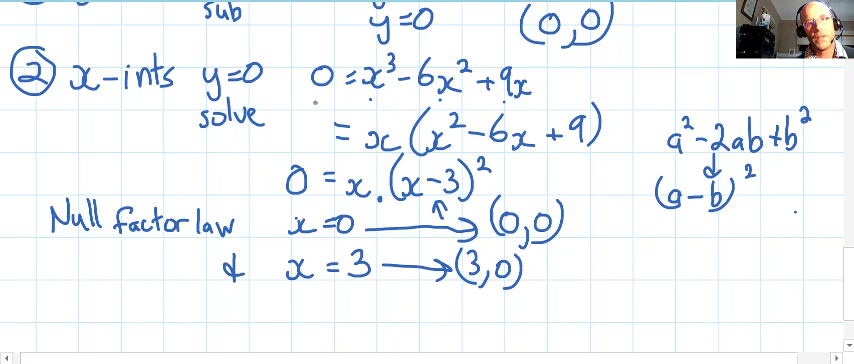 sub y=0 (0,0)
② x-ints y=0 0 = x³-6x²+9x
solve = x(x²-6x+9) a²-2ab+b²
0 = x.(x-3)² ↓
(a-b)²
Null factor law x=0 → (0,0)
& x = 3 → (3,0)